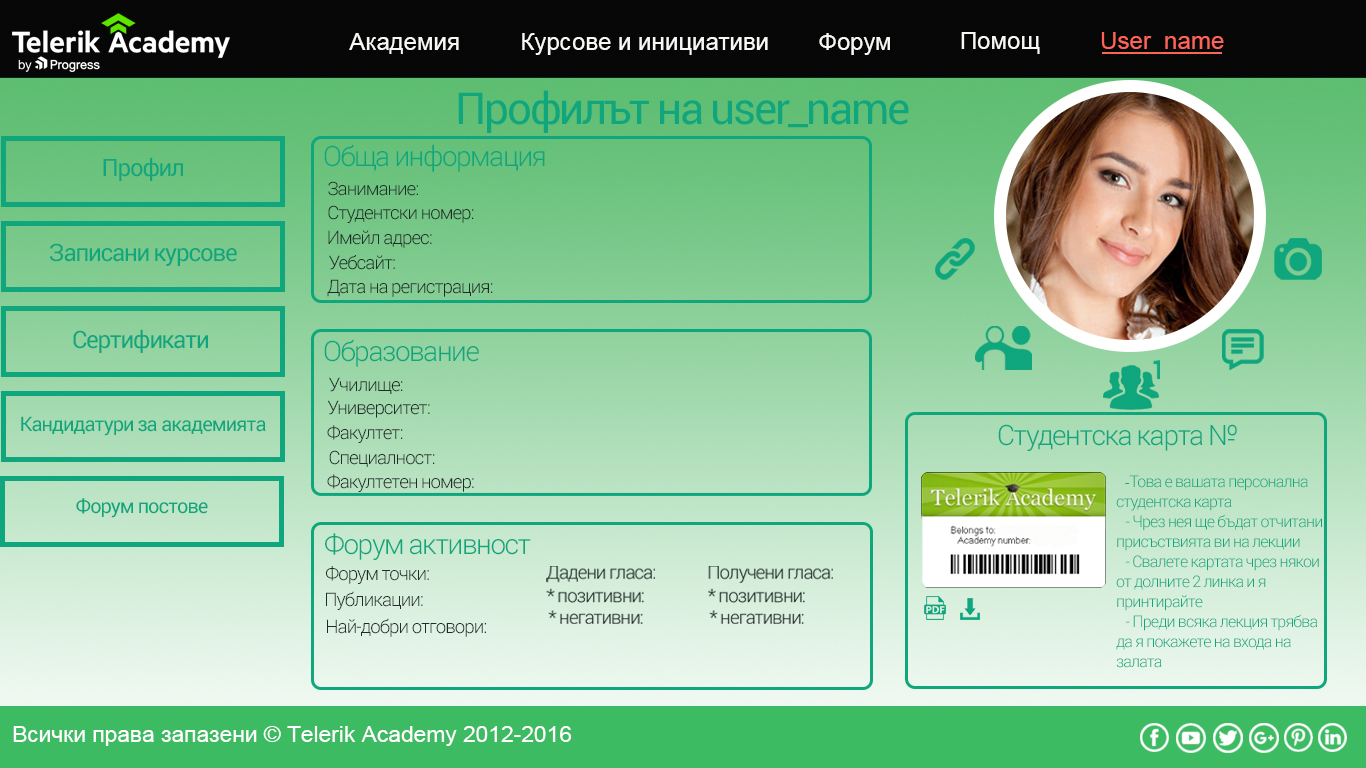 Telerik Academy
by Progress
Академия
Курсове и инициативи
Форум
Помощ
User_name
Профилът на user_name
Профил
Записани курсове
Сертификати
Кандидатури за академията
Форум постове
Обща информация
Занимание:
Студентски номер:
Имейл адрес:
Уебсайт:
Дата на регистрация:
Образование
Училище:
Университет:
Факултет:
Специалност:
Факултетен номер:
Форум активност
Форум точки:
Публикации:
Най-добри отговори:
Дадени гласа:
* позитивни:
* негативни:
Получени гласа:
* позитивни:
* негативни:
1
Студентска карта №
Telerik Academy
Belongs to:
Academy number:
PDF
-Това е вашата персонална
студентска карта
- Чрез нея ще бъдат отчитани
присъствията ви на лекции
- Свалете картата чрез някои
от долните 2 линка и я
принтирайте
- Преди всяка лекция трябва
да я покажете на входа на
залата
Всички права запазени © Telerik Academy 2012-2016